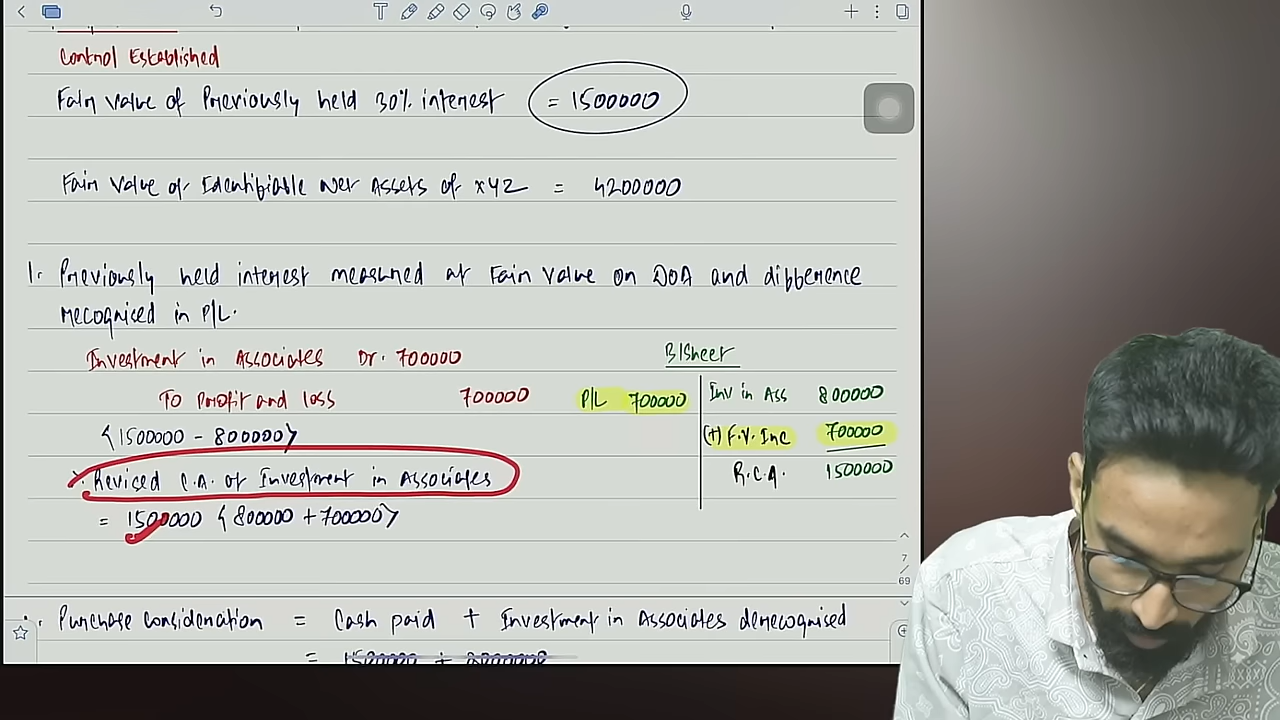 Control Established
Fair Value of Previously held 30% interest = 1500000
Fair Value of Identifiable Net Assets of XYZ = 4200000
1. Previously held interest measured at Fair Value on DOA and difference
recognised in P/L.
Investment in Associates Dr. 700000
To Profit and loss 700000
{1500000 - 800000}
Revised C.A. of Investment in Associates
= 1500000 {800000 + 700000}
B/Sheet
P/L 700000
Inv in Ass 800000
(+) F.V. Inc 700000
R.C.A. 1500000
7
/
69
Purchase Consideration = Cash paid + Investment in Associates derecognised